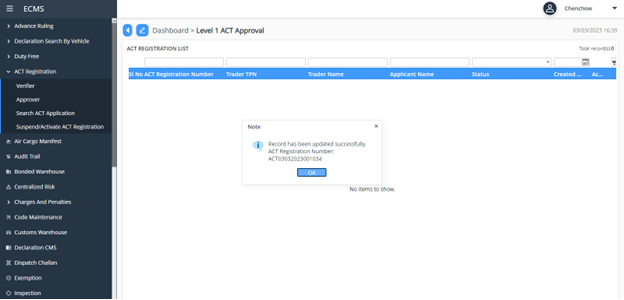 ECMS
Chenchow
Advance Ruling
Declaration Search By Vehicle
Duty Free
ACT Registration
Verifier
Approver
Search ACT Application
Suspend/Activate ACT Registration
Air Cargo Manifest
Audit Trail
Bonded Warehouse
Centralized Risk
Charges And Penalties
Code Maintenance
Customs Warehouse
Declaration CMS
Dispatch Challan
Exemption
Inspection
Dashboard > Level 1 ACT Approval
03/03/2023 16:39
ACT REGISTRATION LIST
Total record(s):0
Sl No ACT Registration Number Trader TPN Trader Name Applicant Name Status Created ... Ac...
Note
Record has been updated successfully.
ACT Registration Number:
ACT03032023001034
OK
No items to show.